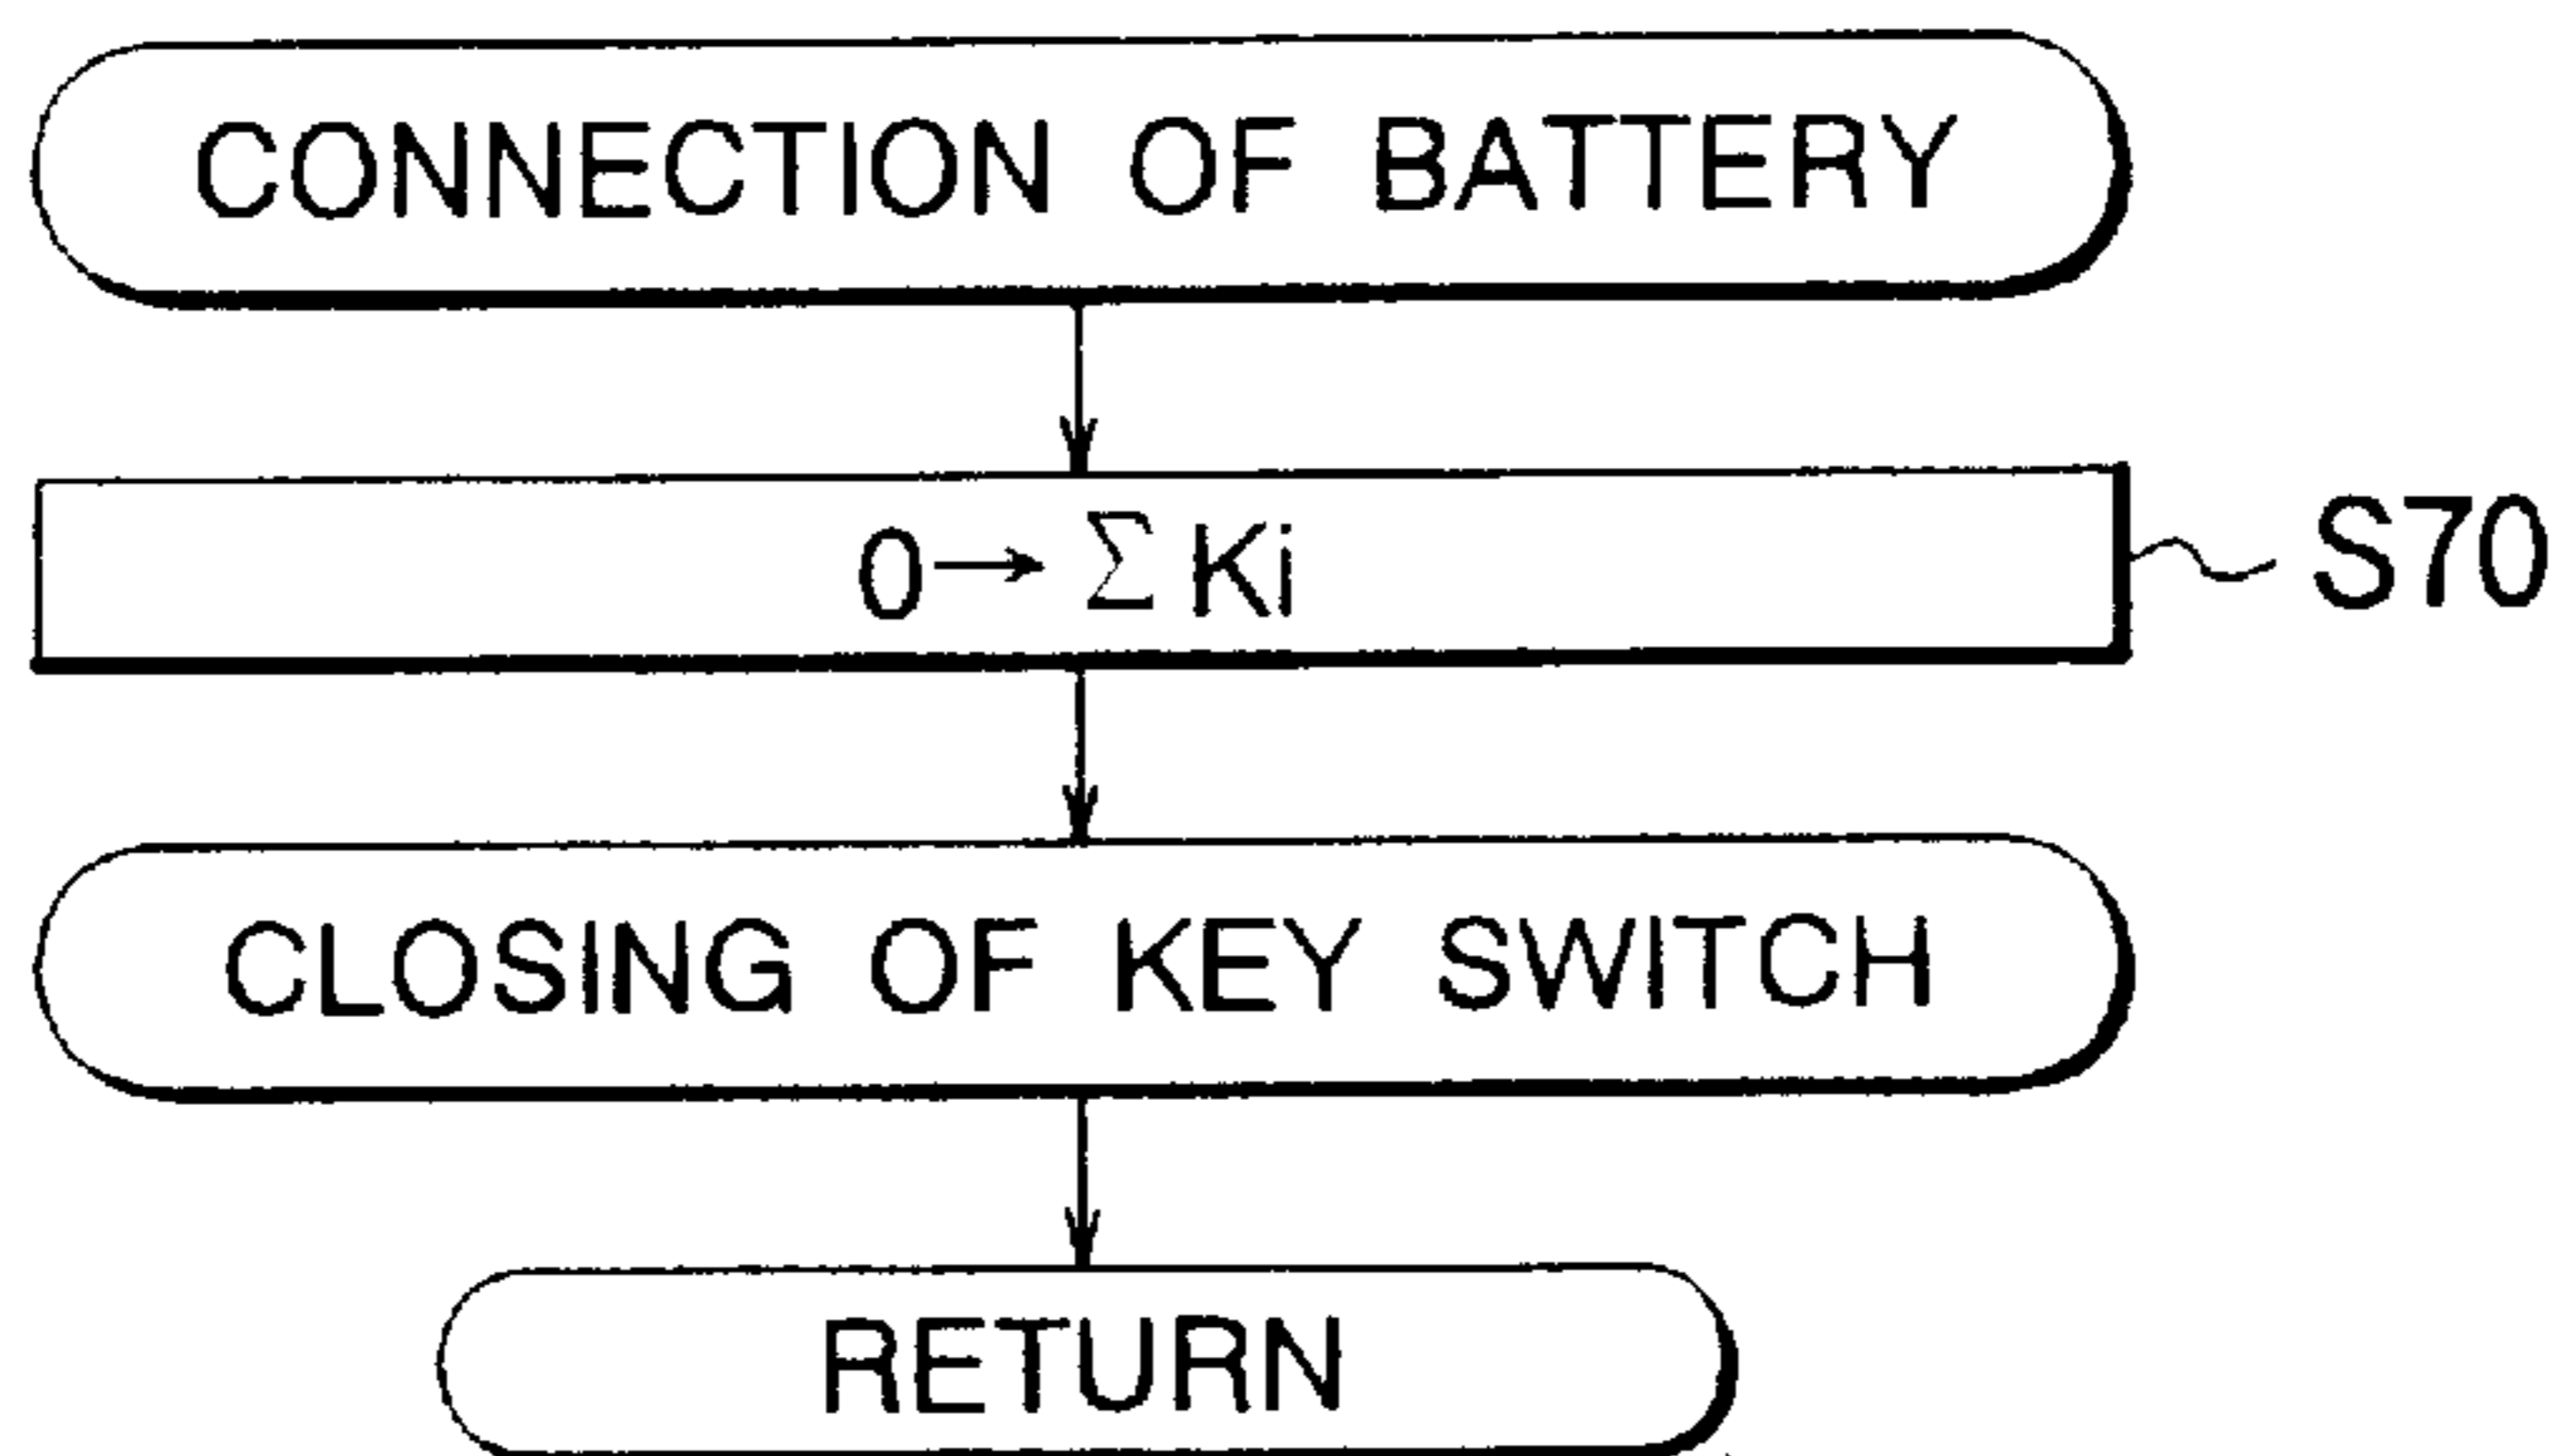 CONNECTION OF BATTERY
0→ΣKi
S70
CLOSING OF KEY SWITCH
RETURN